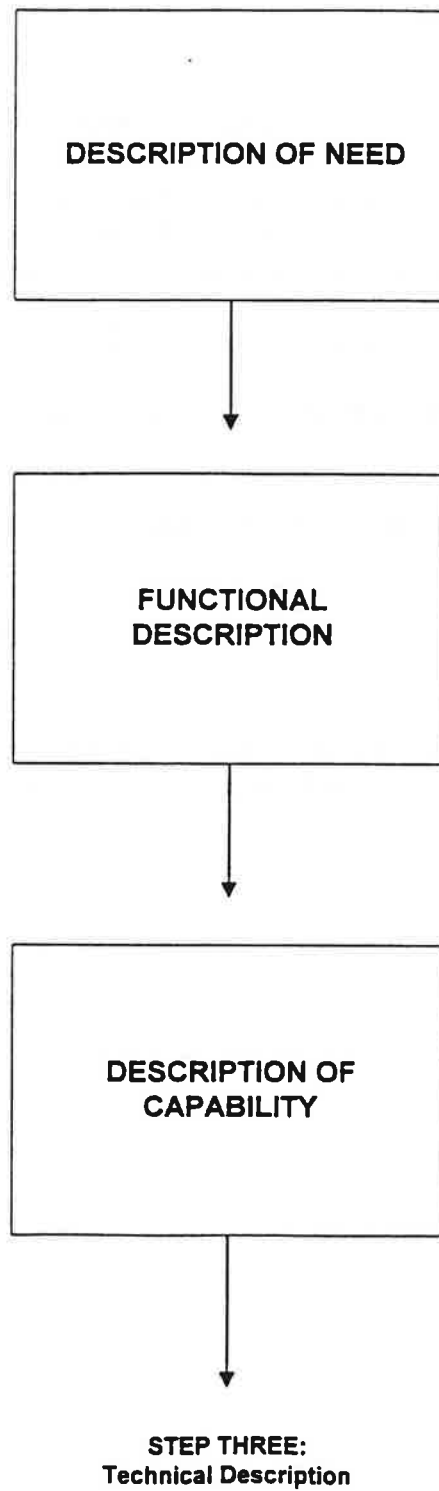 DESCRIPTION OF NEED
FUNCTIONAL
DESCRIPTION
DESCRIPTION OF
CAPABILITY
STEP THREE:
Technical Description